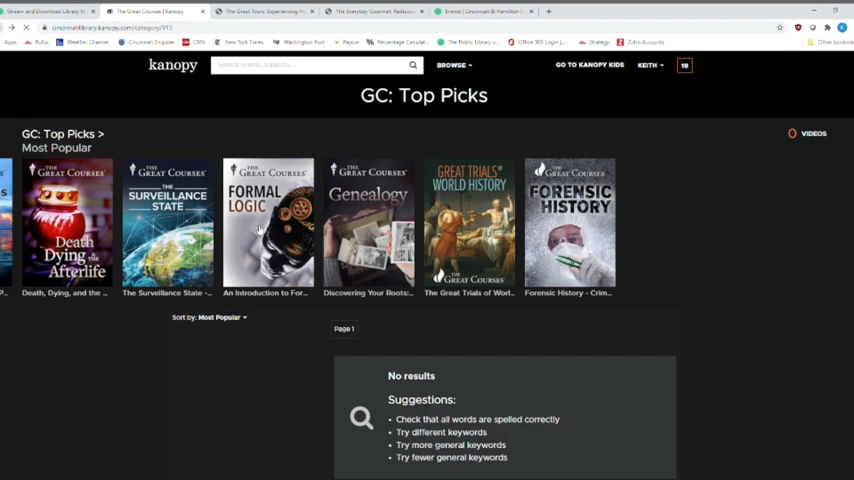 Stream and Download Library M
The Great Courses | Kanopy
The Great Tours: Experiencing M
The Everyday Gourmet: Rediscov
Events | Cincinnati & Hamilton C
cincinnatilibrary.kanopy.com/category/915
Apps
Rufus
Weather Channel
Cincinnati Enquirer
CNN
New York Times
Washington Post
Paycor
Percentage Calculat...
The Public Library o...
Office 365 Login |...
Strategy
Zoho Accounts
Other bookma
kanopy
Search videos, subjects...
BROWSE
GO TO KANOPY KIDS
KEITH
19
GC: Top Picks
GC: Top Picks >
Most Popular
0 VIDEOS
THE GREAT COURSES
Death
Dying &
the
Afterlife
THE GREAT COURSES
THE
SURVEILLANCE
STATE
THE GREAT COURSES
FORMAL
LOGIC
THE GREAT COURSES
Genealogy
GREAT TRIALS OF
WORLD HISTORY
THE GREAT COURSES
THE GREAT COURSES
FORENSIC
HISTORY
Death, Dying, and the ...
The Surveillance State -...
An Introduction to For...
Discovering Your Roots:...
The Great Trials of Worl...
Forensic History - Crim...
Sort by: Most Popular
Page 1
No results
Suggestions:
• Check that all words are spelled correctly
• Try different keywords
• Try more general keywords
• Try fewer general keywords